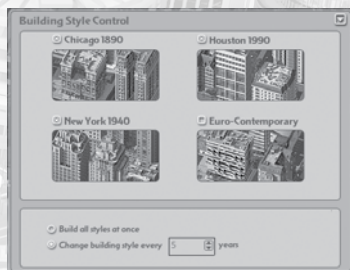 Building Style Control
Chicago 1890
Houston 1990
New York 1940
Euro-Contemporary
Build all styles at once
Change building style every 5 years